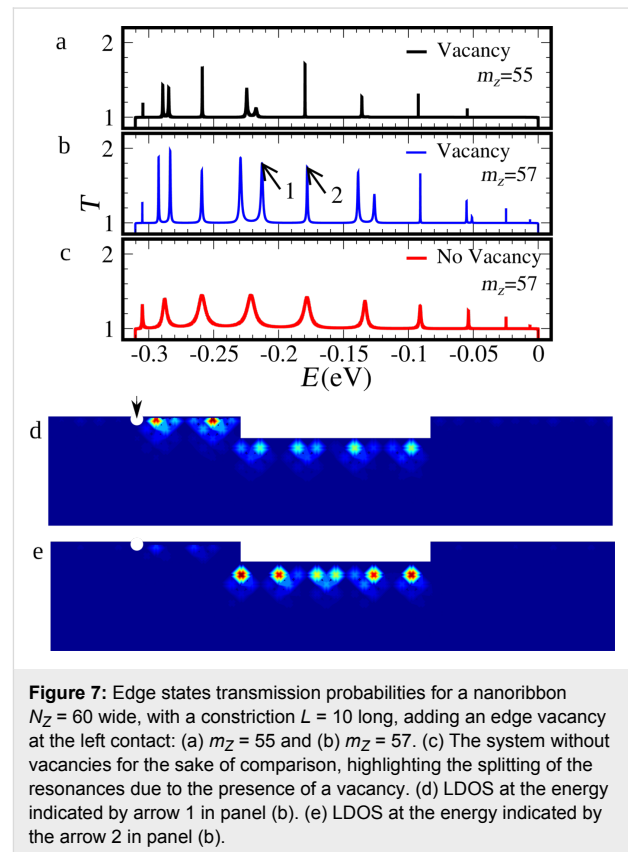 a
2
1
Vacancy
m_z=55
b
2
1
T
Vacancy
m_z=57
1
2
c
2
1
No Vacancy
m_z=57
-0.3 -0.25 -0.2 -0.15 -0.1 -0.05 0
E(eV)
d
e
Figure 7: Edge states transmission probabilities for a nanoribbon
N_Z = 60 wide, with a constriction L = 10 long, adding an edge vacancy
at the left contact: (a) m_Z = 55 and (b) m_Z = 57. (c) The system without
vacancies for the sake of comparison, highlighting the splitting of the
resonances due to the presence of a vacancy. (d) LDOS at the energy
indicated by arrow 1 in panel (b). (e) LDOS at the energy indicated by
the arrow 2 in panel (b).